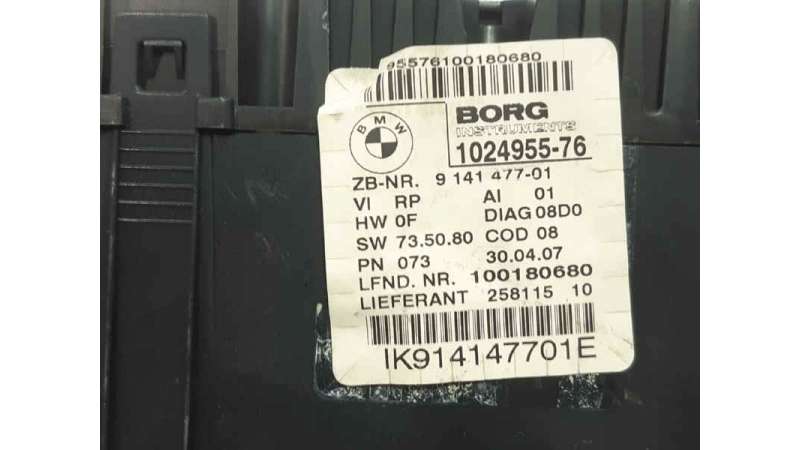 95576100180680
BMW
BORG
INSTRUMENTS
1024955-76
ZB-NR. 9 141 477-01
VI RP AI 01
HW 0F DIAG 08D0
SW 73.50.80 COD 08
PN 073 30.04.07
LFND. NR. 100180680
LIEFERANT 258115 10
IK914147701E